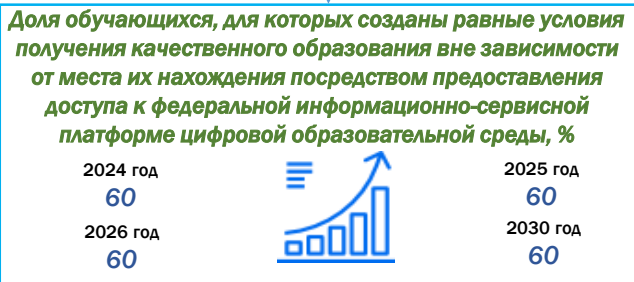 Доля обучающихся, для которых созданы равные условия
получения качественного образования вне зависимости
от места их нахождения посредством предоставления
доступа к федеральной информационно-сервисной
платформе цифровой образовательной среды, %
2024 год
60
2025 год
60
2026 год
60
2030 год
60